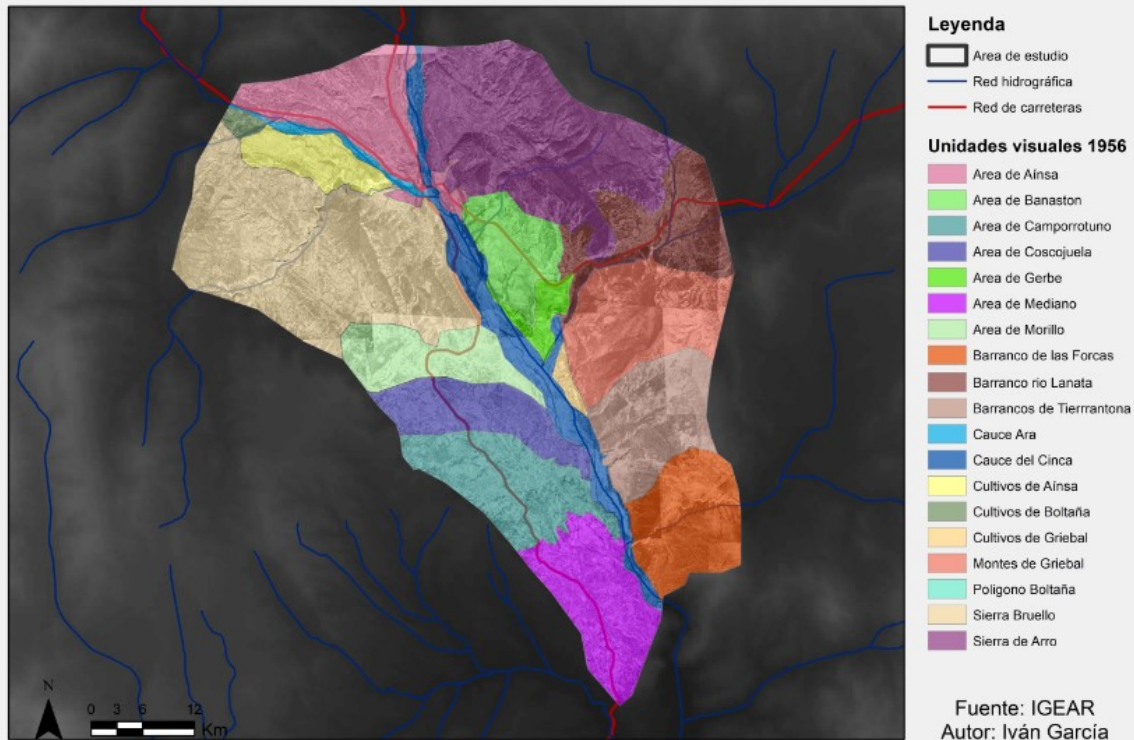 Leyenda
Area de estudio
Red hidrográfica
Red de carreteras
Unidades visuales 1956
Area de Aínsa
Area de Banaston
Area de Camporrotuno
Area de Coscojuela
Area de Gerbe
Area de Mediano
Area de Morillo
Barranco de las Forcas
Barranco rio Lanata
Barrancos de Tierrrantona
Cauce Ara
Cauce del Cinca
Cultivos de Aínsa
Cultivos de Boltaña
Cultivos de Griebal
Montes de Griebal
Poligono Boltaña
Sierra Bruello
Sierra de Arro
N
0 3 6 12
Km
Fuente: IGEAR
Autor: Iván García